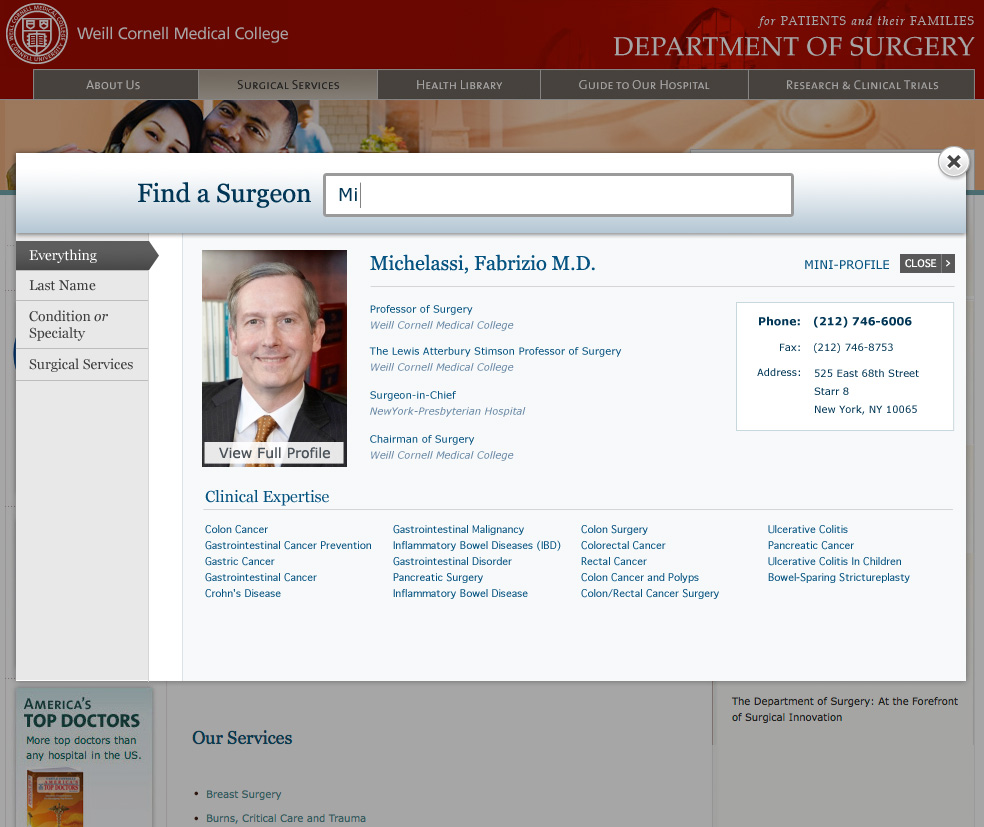 Weill Cornell Medical College
for PATIENTS and their FAMILIES
DEPARTMENT OF SURGERY
ABOUT US
SURGICAL SERVICES
HEALTH LIBRARY
GUIDE TO OUR HOSPITAL
RESEARCH & CLINICAL TRIALS
Find a Surgeon
Mi
Everything
Last Name
Condition or
Specialty
Surgical Services
View Full Profile
Michelassi, Fabrizio M.D.
MINI-PROFILE
CLOSE >
Professor of Surgery
Weill Cornell Medical College
The Lewis Atterbury Stimson Professor of Surgery
Weill Cornell Medical College
Surgeon-in-Chief
NewYork-Presbyterian Hospital
Chairman of Surgery
Weill Cornell Medical College
Phone: (212) 746-6006
Fax: (212) 746-8753
Address: 525 East 68th Street
Starr 8
New York, NY 10065
Clinical Expertise
Colon Cancer
Gastrointestinal Cancer Prevention
Gastric Cancer
Gastrointestinal Cancer
Crohn's Disease
Gastrointestinal Malignancy
Inflammatory Bowel Diseases (IBD)
Gastrointestinal Disorder
Pancreatic Surgery
Inflammatory Bowel Disease
Colon Surgery
Colorectal Cancer
Rectal Cancer
Colon Cancer and Polyps
Colon/Rectal Cancer Surgery
Ulcerative Colitis
Pancreatic Cancer
Ulcerative Colitis In Children
Bowel-Sparing Strictureplasty
AMERICA'S
TOP DOCTORS
More top doctors than
any hospital in the US.
AMERICA'S
TOP DOCTORS
Our Services
• Breast Surgery
• Burns, Critical Care and Trauma
The Department of Surgery: At the Forefront
of Surgical Innovation